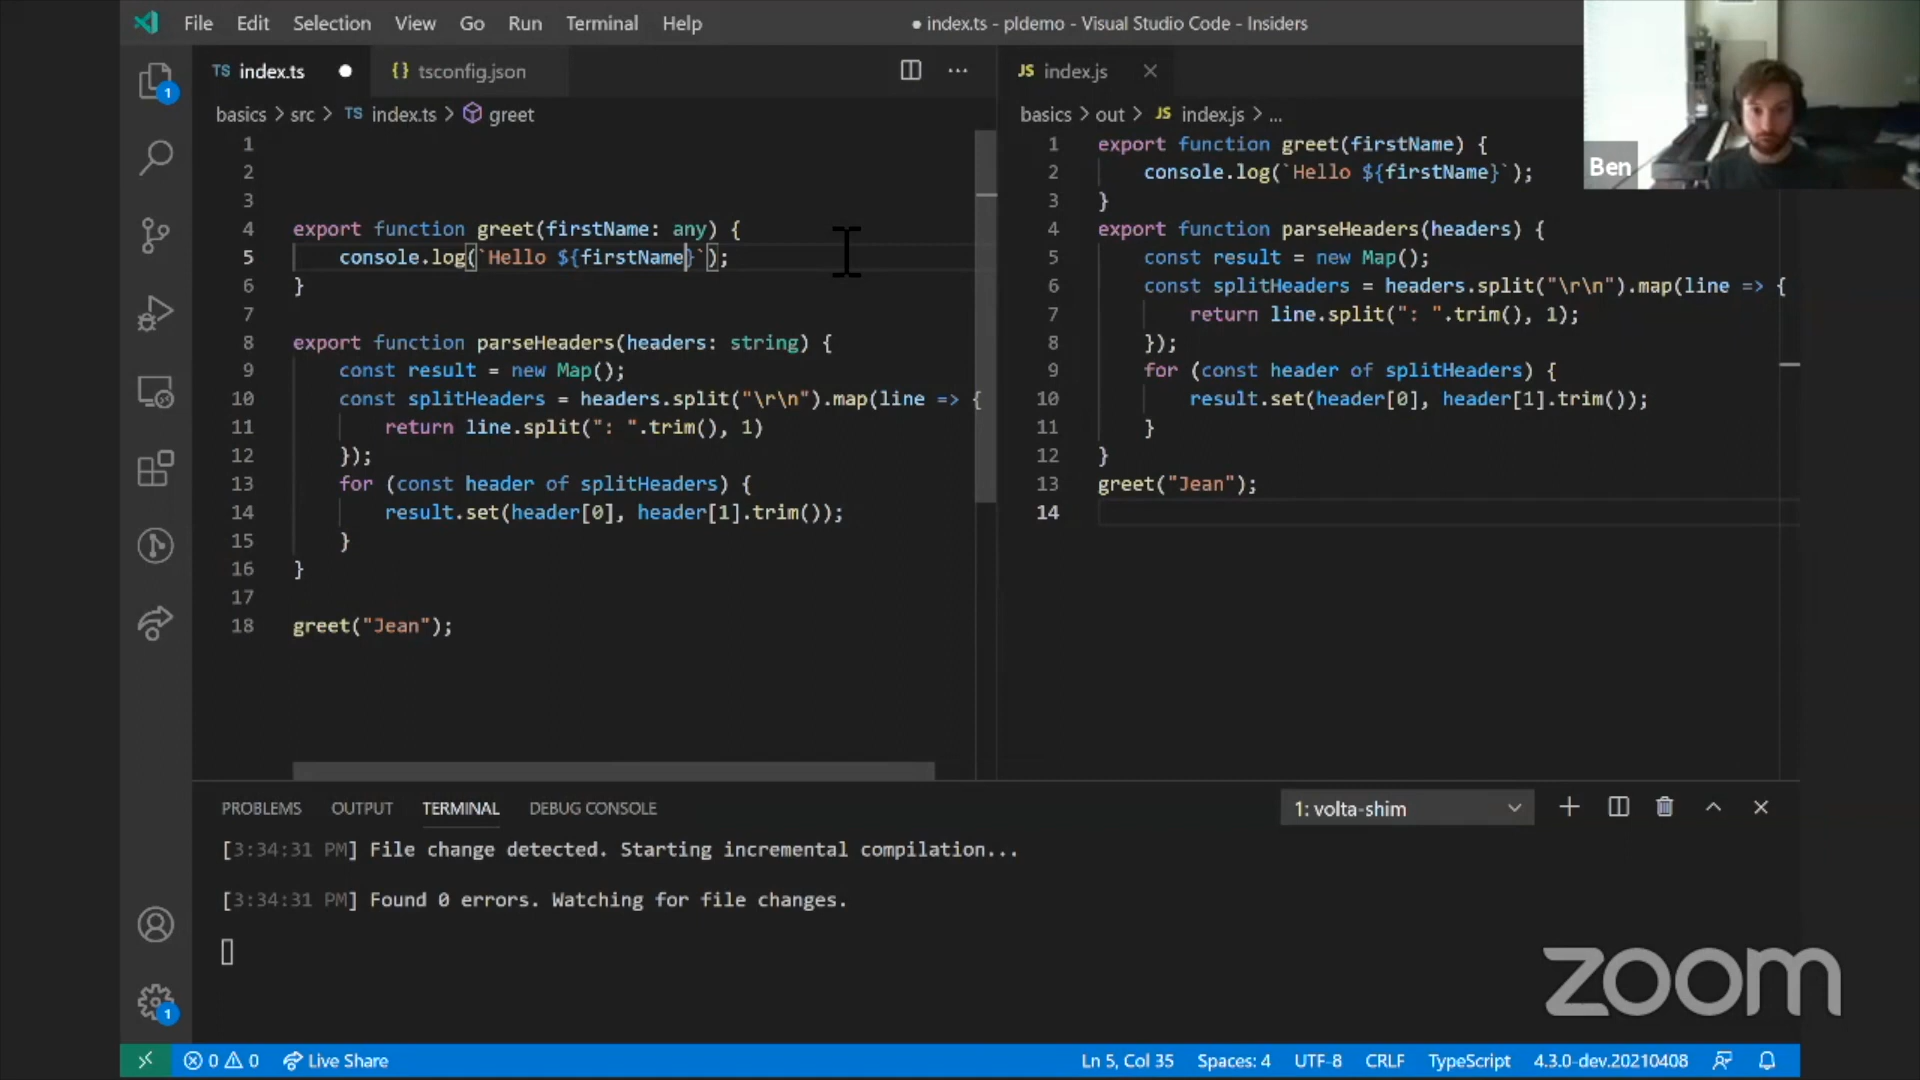 File Edit Selection View Go Run Terminal Help
● index.ts - pldemo - Visual Studio Code - Insiders
TS index.ts ●
{} tsconfig.json
JS index.js
basics > src > TS index.ts > greet
basics > out > JS index.js > ...
1
2
3
4 export function greet(firstName: any) {
5 console.log(`Hello ${firstName}`);
6 }
7
8 export function parseHeaders(headers: string) {
9 const result = new Map();
10 const splitHeaders = headers.split("\r\n").map(line => {
11 return line.split(": ".trim(), 1)
12 });
13 for (const header of splitHeaders) {
14 result.set(header[0], header[1].trim());
15 }
16 }
17
18 greet("Jean");
1 export function greet(firstName) {
2 console.log(`Hello ${firstName}`);
3 }
4 export function parseHeaders(headers) {
5 const result = new Map();
6 const splitHeaders = headers.split("\r\n").map(line => {
7 return line.split(": ".trim(), 1);
8 });
9 for (const header of splitHeaders) {
10 result.set(header[0], header[1].trim());
11 }
12 }
13 greet("Jean");
14
Ben
1
PROBLEMS OUTPUT TERMINAL DEBUG CONSOLE
1: volta-shim
[3:34:31 PM] File change detected. Starting incremental compilation...
[3:34:31 PM] Found 0 errors. Watching for file changes.
1
zoom
0 0 Live Share
Ln 5, Col 35 Spaces: 4 UTF-8 CRLF TypeScript 4.3.0-dev.20210408